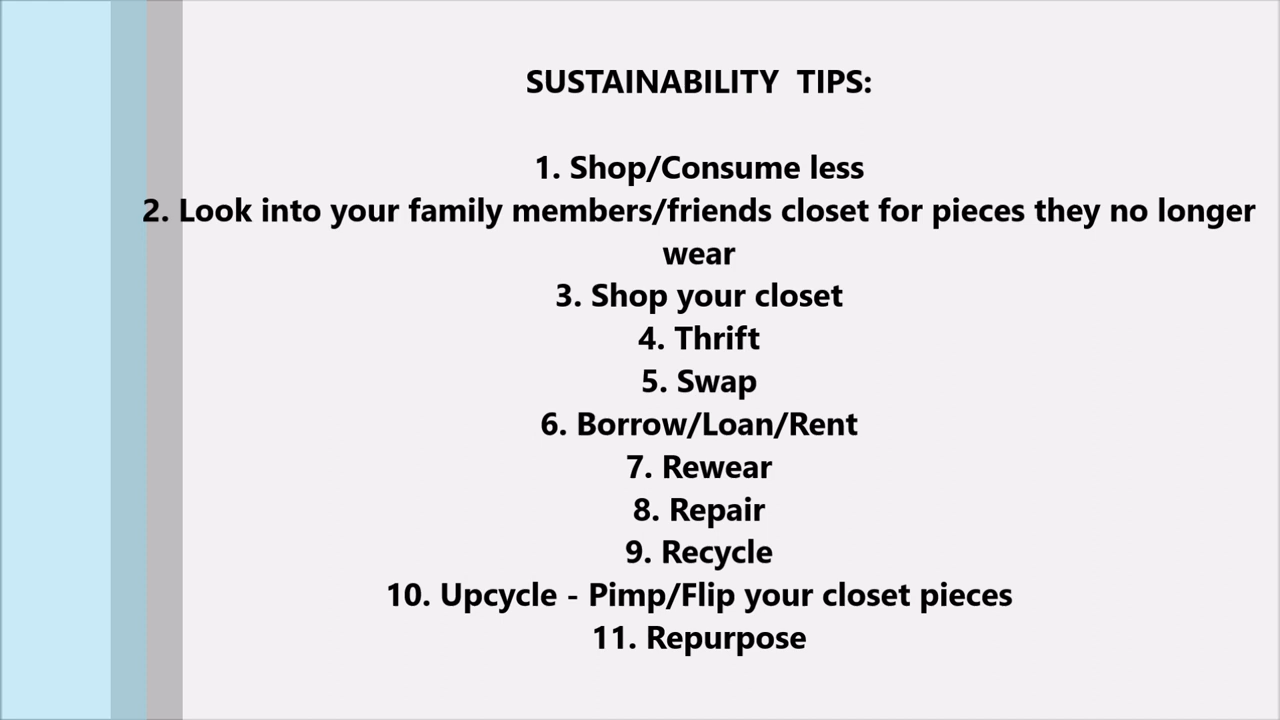 SUSTAINABILITY TIPS:
1. Shop/Consume less
2. Look into your family members/friends closet for pieces they no longer
wear
3. Shop your closet
4. Thrift
5. Swap
6. Borrow/Loan/Rent
7. Rewear
8. Repair
9. Recycle
10. Upcycle - Pimp/Flip your closet pieces
11. Repurpose